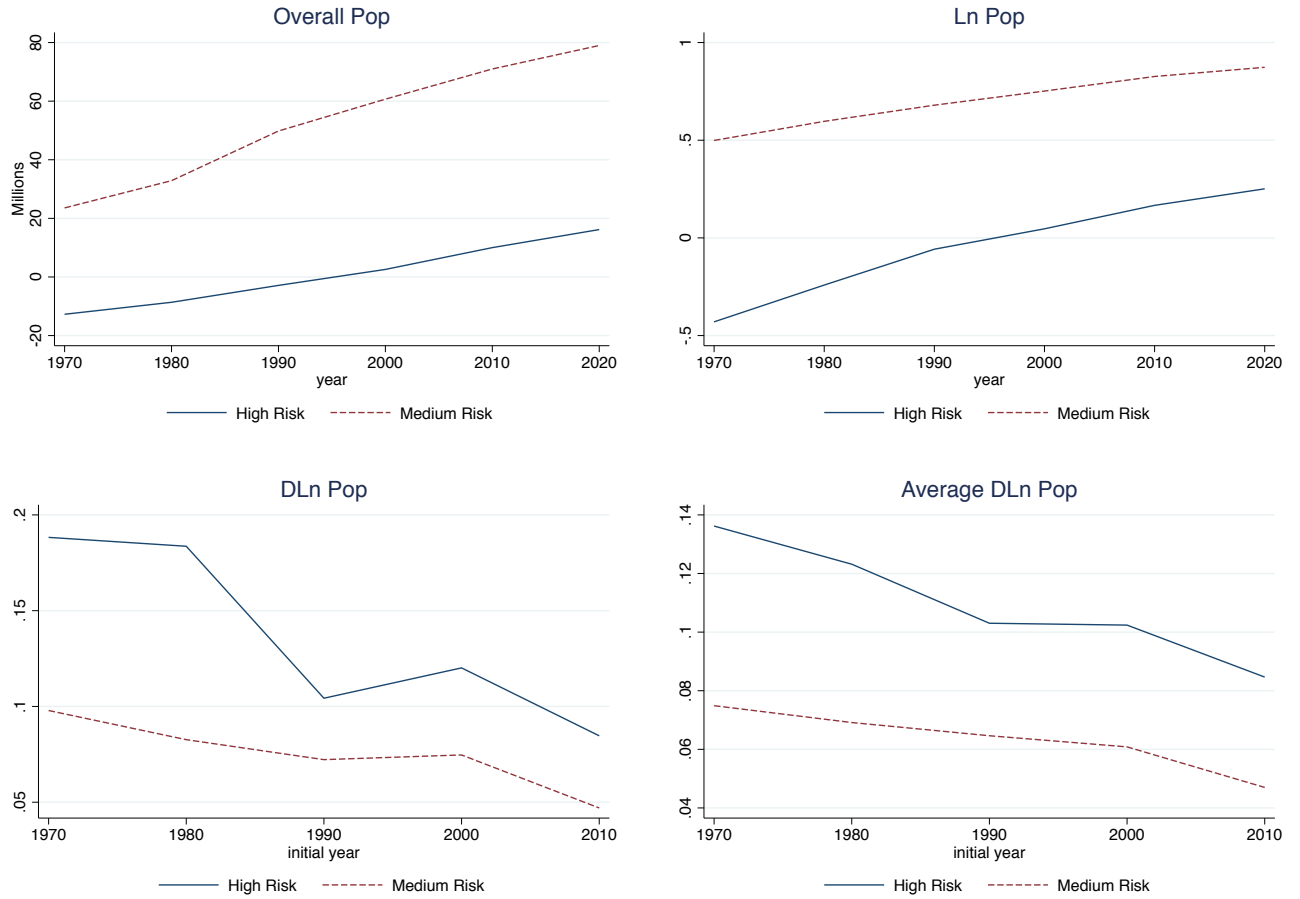 Overall Pop
Millions
80
60
40
20
0
-20
1970 1980 1990 2000 2010 2020
year
High Risk Medium Risk
Ln Pop
1
.5
0
-.5
1970 1980 1990 2000 2010 2020
year
High Risk Medium Risk
DLn Pop
.2
.15
.1
.05
1970 1980 1990 2000 2010
initial year
High Risk Medium Risk
Average DLn Pop
.14
.12
.1
.08
.06
.04
1970 1980 1990 2000 2010
initial year
High Risk Medium Risk